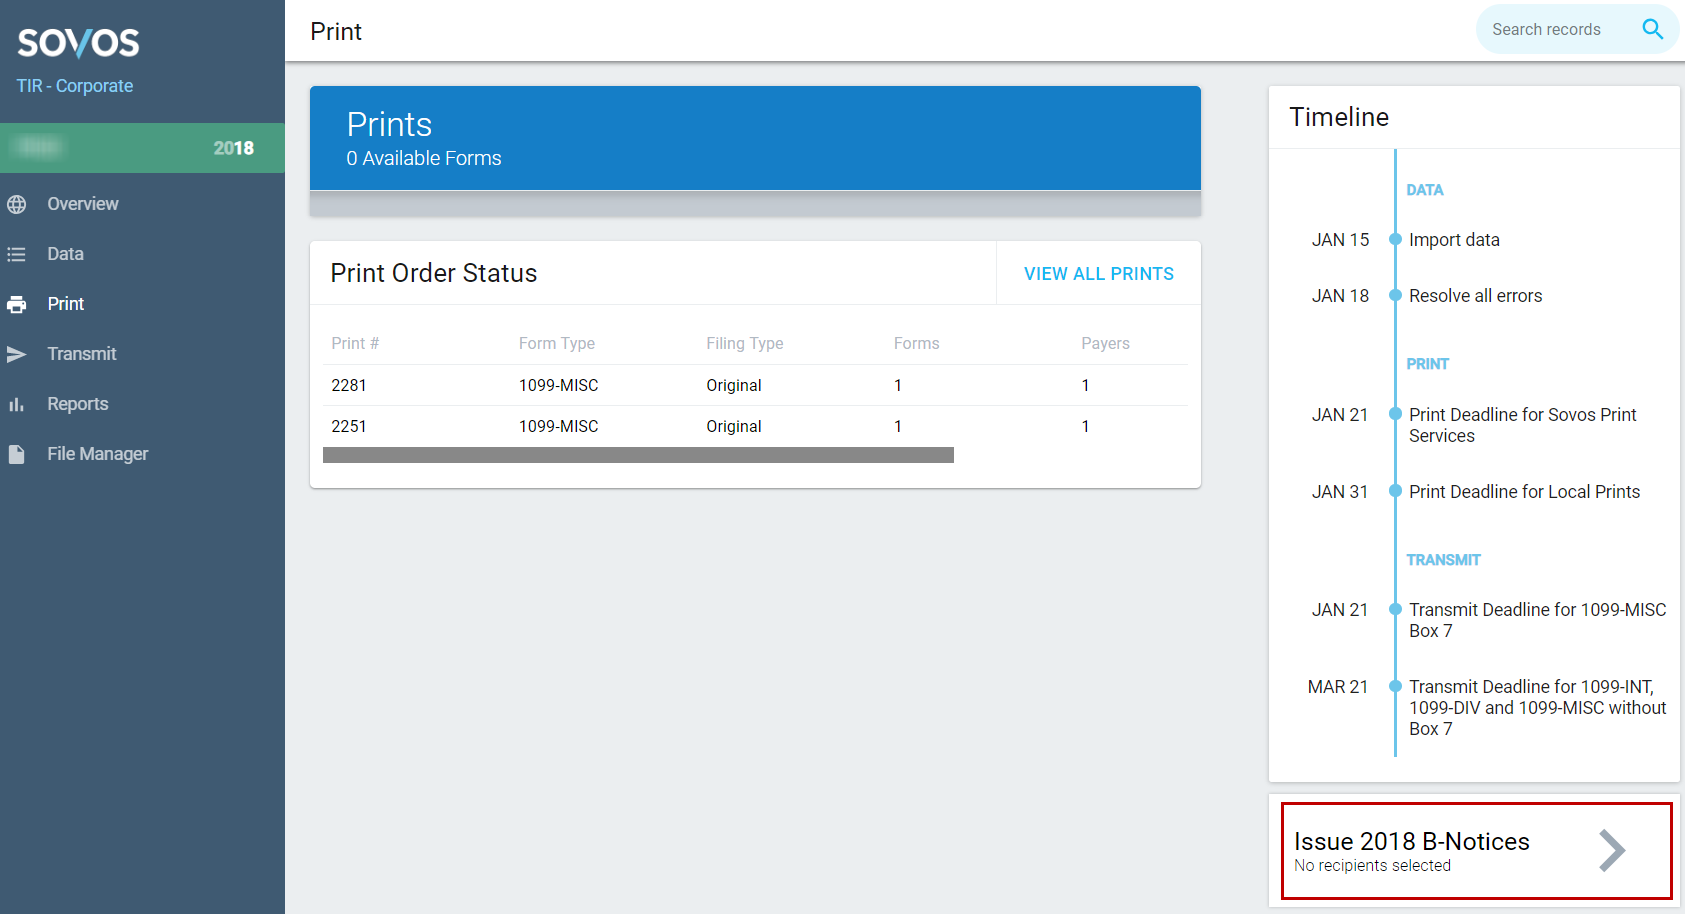 SOVOS
TIR - Corporate
2018
Overview
Data
Print
Transmit
Reports
File Manager
Print
Search records
Prints
0 Available Forms
Print Order Status
VIEW ALL PRINTS
Print # Form Type Filing Type Forms Payers
2281 1099-MISC Original 1 1
2251 1099-MISC Original 1 1
Timeline
DATA
JAN 15 Import data
JAN 18 Resolve all errors
PRINT
JAN 21 Print Deadline for Sovos Print
Services
JAN 31 Print Deadline for Local Prints
TRANSMIT
JAN 21 Transmit Deadline for 1099-MISC
Box 7
MAR 21 Transmit Deadline for 1099-INT,
1099-DIV and 1099-MISC without
Box 7
Issue 2018 B-Notices
No recipients selected